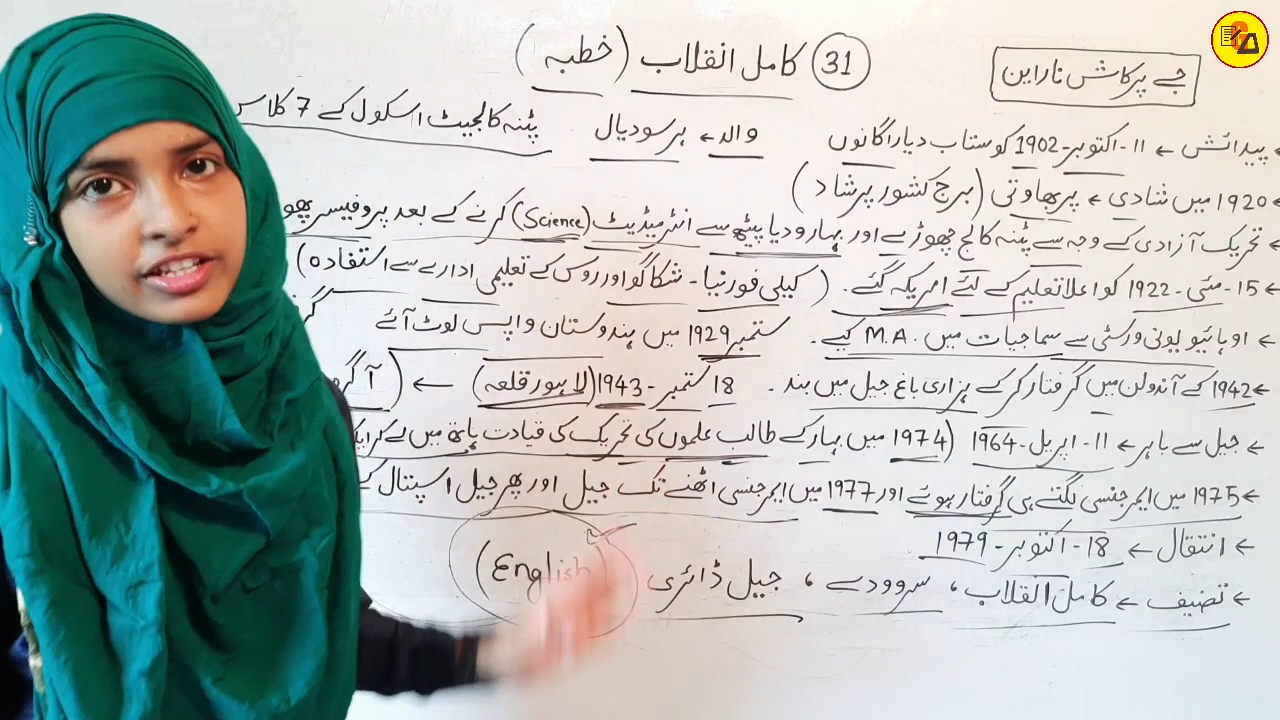 31 کامل انقلاب (خطبہ)
جے پرکاش ناراین
پیدائش ← 11-اکتوبر-1902 کو ستاب دیارا گانوں والد ← ہرسو دیال پٹنہ کالجیٹ اسکول کے 7 کلاس
1920 میں شادی ← پربھاوتی (برج کشور پرشاد)
تحریک آزادی کے وجہ سے پٹنہ کالج چھوڑے اور بہار ودیا پیٹھ سے انٹرمیڈیٹ (Science) کرنے کے بعد پروفیسر
15-مئی-1922 کو اعلا تعلیم کے لئے امریکہ گئے۔ (کیلی فورنیا-شکاگو اور روس کے تعلیمی ادارے سے استفادہ)
اوہائیو یونی ورسٹی سے سماجیات میں M.A. کیے۔ ستمبر 1929 میں ہندوستان واپس لوٹ آئے
1942 کے آندولن میں گرفتار کر کے ہزاری باغ جیل میں بند۔ 18 ستمبر-1943 (لاہور قلعہ) ←
جیل سے باہر ← 11-اپریل-1964 (1974 میں بہار کے طالب علموں کی تحریک کی قیادت ہاتھ میں لے کر
1975 میں ایمرجنسی لگتے ہی گرفتار ہوئے اور 1977 میں ایمرجنسی اٹھنے تک جیل اور پھر جیل اسپتال
انتقال ← 18-اکتوبر-1979
تضیف ← کامل انقلاب، سروودے، جیل ڈائری (English)